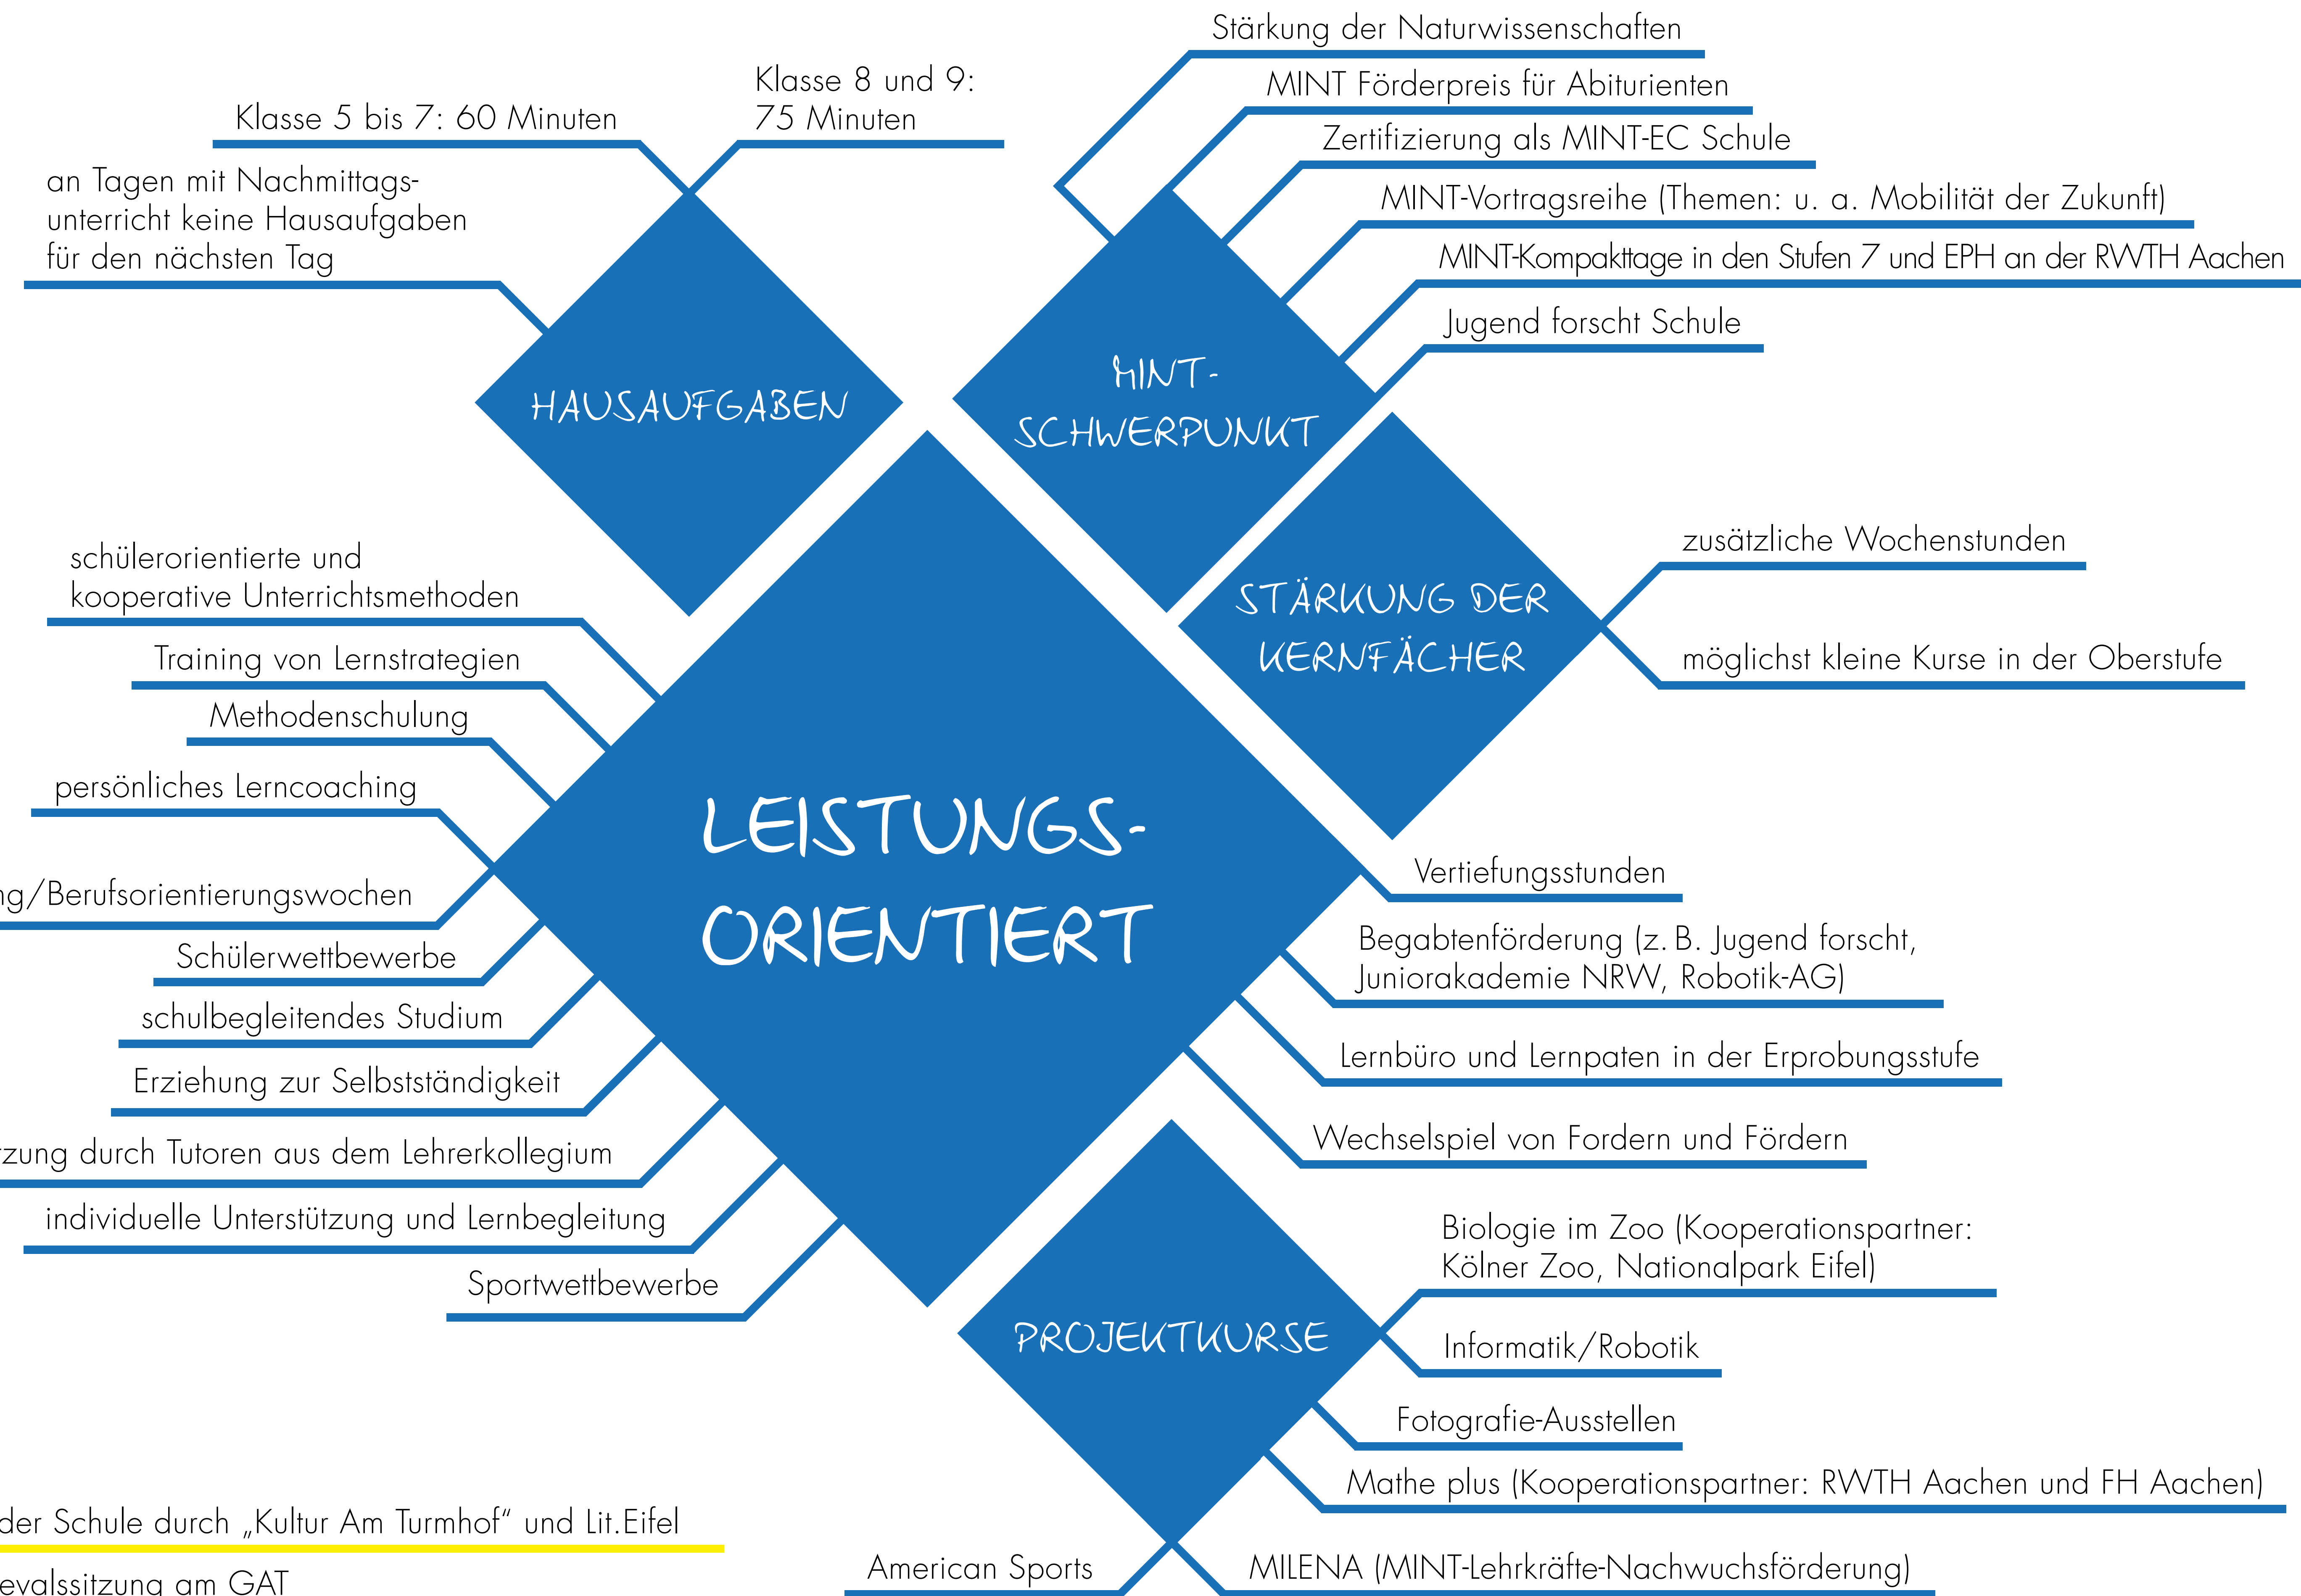 Stärkung der Naturwissenschaften
MINT Förderpreis für Abiturienten
Zertifizierung als MINT-EC Schule
MINT-Vortragsreihe (Themen: u. a. Mobilität der Zukunft)
MINT-Kompakttage in den Stufen 7 und EPH an der RWTH Aachen
Jugend forscht Schule
Klasse 5 bis 7: 60 Minuten
Klasse 8 und 9:
75 Minuten
an Tagen mit Nachmittags-
unterricht keine Hausaufgaben
für den nächsten Tag
HAUSAUFGABEN
MINT-
SCHWERPUNKT
STÄRKUNG DER
KERNFÄCHER
zusätzliche Wochenstunden
möglichst kleine Kurse in der Oberstufe
schülerorientierte und
kooperative Unterrichtsmethoden
Training von Lernstrategien
Methodenschulung
persönliches Lerncoaching
ng/Berufsorientierungswochen
Schülerwettbewerbe
schulbegleitendes Studium
Erziehung zur Selbstständigkeit
tzung durch Tutoren aus dem Lehrerkollegium
individuelle Unterstützung und Lernbegleitung
Sportwettbewerbe
LEISTUNGS-
ORIENTIERT
Vertiefungsstunden
Begabtenförderung (z. B. Jugend forscht,
Juniorakademie NRW, Robotik-AG)
Lernbüro und Lernpaten in der Erprobungsstufe
Wechselspiel von Fordern und Fördern
PROJEKTKURSE
Biologie im Zoo (Kooperationspartner:
Kölner Zoo, Nationalpark Eifel)
Informatik/Robotik
Fotografie-Ausstellen
Mathe plus (Kooperationspartner: RWTH Aachen und FH Aachen)
MILENA (MINT-Lehrkräfte-Nachwuchsförderung)
American Sports
der Schule durch „Kultur Am Turmhof“ und Lit.Eifel
evalssitzung am GAT